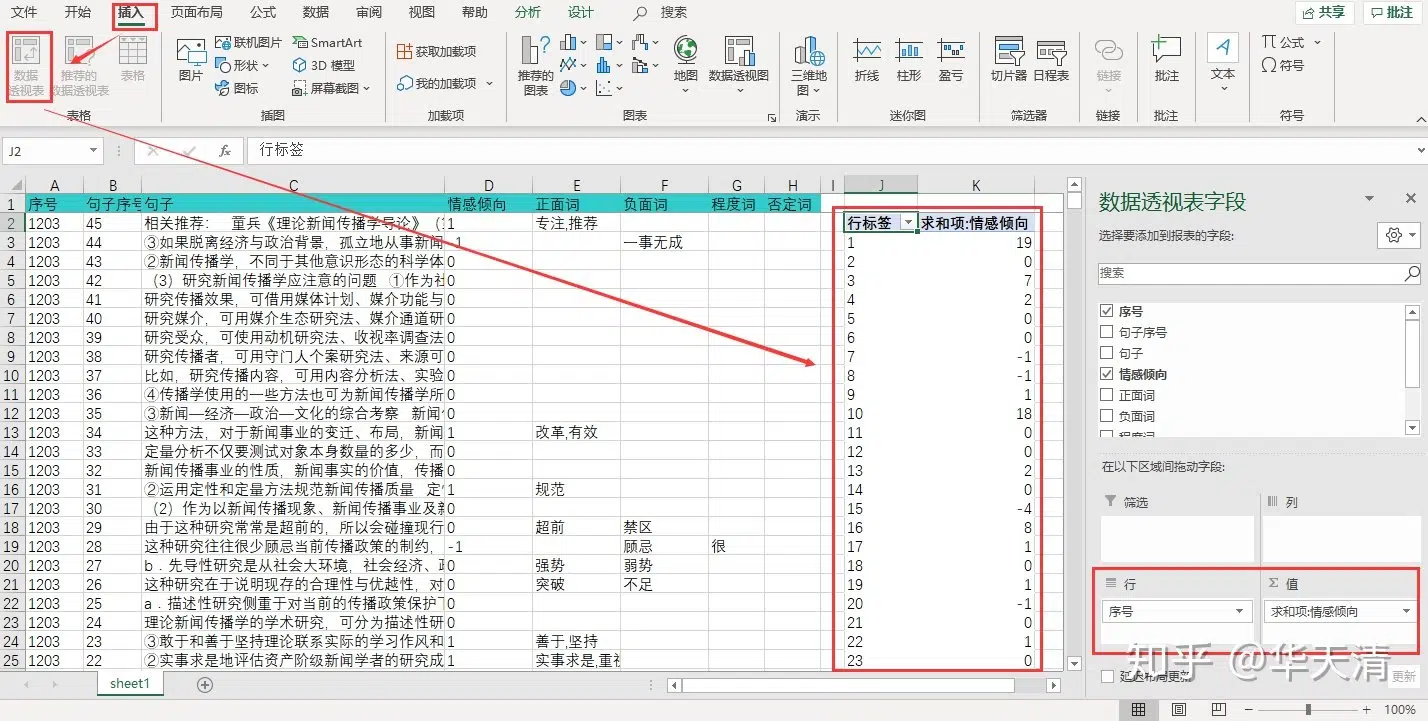 文件 开始 插入 页面布局 公式 数据 审阅 视图 帮助 分析 设计 搜索 共享 批注
数据透视表 推荐的数据透视表 表格 图片 联机图片 形状 图标 SmartArt 3D 模型 屏幕截图 获取加载项 我的加载项 推荐的图表 地图 数据透视图 三维地图 折线 柱形 盈亏 切片器 日程表 链接 批注 文本 公式 符号
表格 插图 加载项 图表 演示 迷你图 筛选器 链接 批注 符号
J2 fx 行标签
A B C D E F G H I J K
1 序号 句子序号 句子 情感倾向 正面词 负面词 程度词 否定词
2 1203 45 相关推荐: 童兵《理论新闻传播学导论》 1 专注,推荐 行标签 求和项:情感倾向
3 1203 44 ③如果脱离经济与政治背景，孤立地从事新闻 -1 一事无成 1 19
4 1203 43 ②新闻传播学，不同于其他意识形态的科学体 0 2 0
5 1203 42 （3）研究新闻传播学应注意的问题 ①作为社 0 3 7
6 1203 41 研究传播效果，可借用媒体计划、媒介功能与 0 4 2
7 1203 40 研究媒介，可用媒介生态研究法、媒介通道研 0 5 0
8 1203 39 研究受众，可使用动机研究法、收视率调查法 0 6 0
9 1203 38 研究传播者，可用守门人个案研究法、来源可 0 7 -1
10 1203 37 比如，研究传播内容，可用内容分析法、实验 0 8 -1
11 1203 36 ④传播学使用的一些方法也可为新闻传播学所 0 9 1
12 1203 35 ③新闻—经济—政治—文化的综合考察 新闻 0 10 18
13 1203 34 这种方法，对于新闻事业的变迁、布局，新闻 1 改革,有效 11 0
14 1203 33 定量分析不仅要测试对象本身数量的多少，而 0 12 0
15 1203 32 新闻传播事业的性质，新闻事实的价值，传播 0 13 2
16 1203 31 ②运用定性和定量方法规范新闻传播质量 定 1 规范 14 0
17 1203 30 （2）作为以新闻传播现象、新闻传播事业及新 0 15 -4
18 1203 29 由于这种研究常常是超前的，所以会碰撞现行 0 超前 禁区 16 8
19 1203 28 这种研究往往很少顾忌当前传播政策的制约， -1 顾忌 很 17 1
20 1203 27 b．先导性研究是从社会大环境，社会经济、政 0 强势 弱势 18 0
21 1203 26 这种研究在于说明现存的合理性与优越性，对 0 突破 不足 19 1
22 1203 25 a．描述性研究侧重于对当前的传播政策保护 0 20 -1
23 1203 24 理论新闻传播学的学术研究，可分为描述性研 0 21 0
24 1203 23 ③敢于和善于坚持理论联系实际的学习作风和 1 善于,坚持 22 1
25 1203 22 ②实事求是地评估资产阶级新闻学者的研究成 1 实事求是,重视 23 0
sheet1
数据透视表字段
选择要添加到报表的字段:
搜索
序号
句子序号
句子
情感倾向
正面词
负面词
程度词
在以下区域间拖动字段:
筛选 列
行 Σ 值
序号 求和项:情感倾向
延迟布局更新 更新
知乎 @华天清
100%